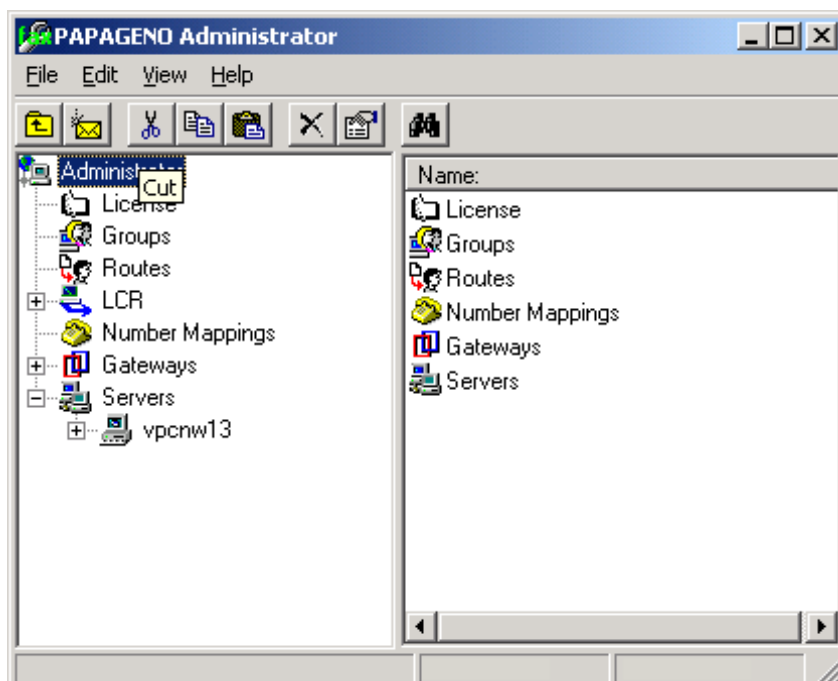 PAPAGENO Administrator
File Edit View Help
Administrator
Cut
License
Groups
Routes
LCR
Number Mappings
Gateways
Servers
vpcnw13
Name:
License
Groups
Routes
Number Mappings
Gateways
Servers